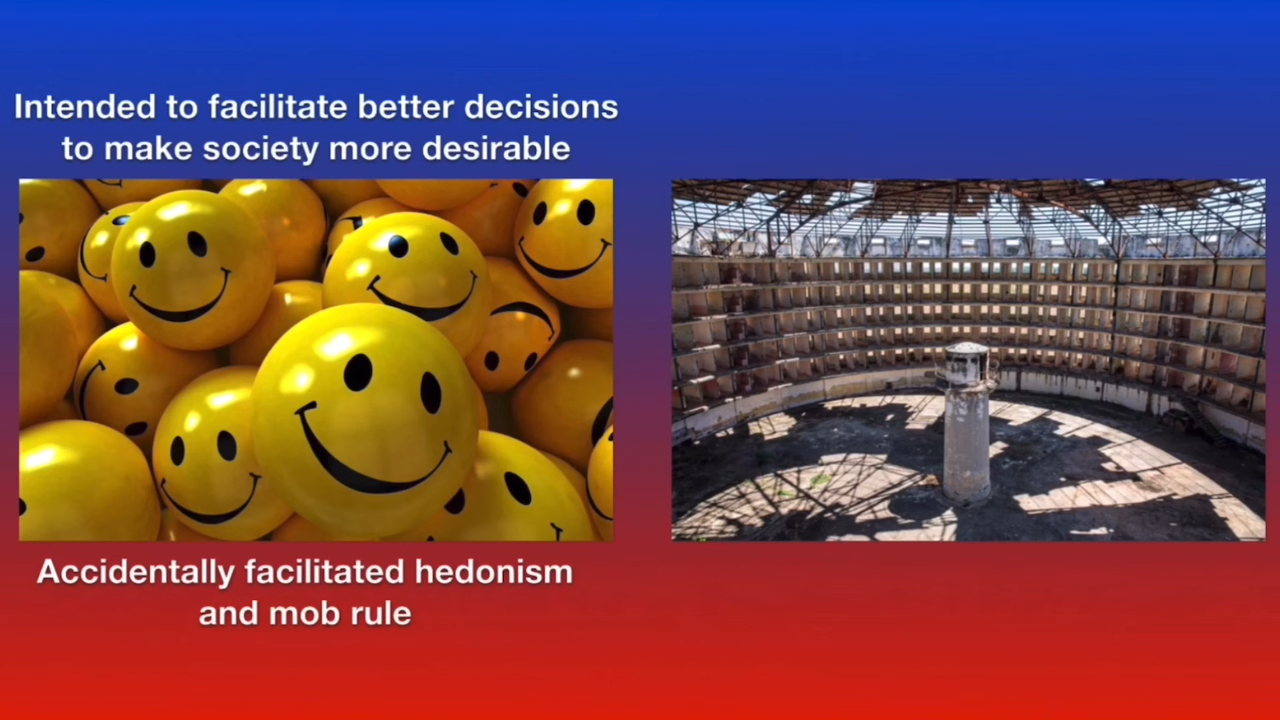 Intended to facilitate better decisions
to make society more desirable
Accidentally facilitated hedonism
and mob rule